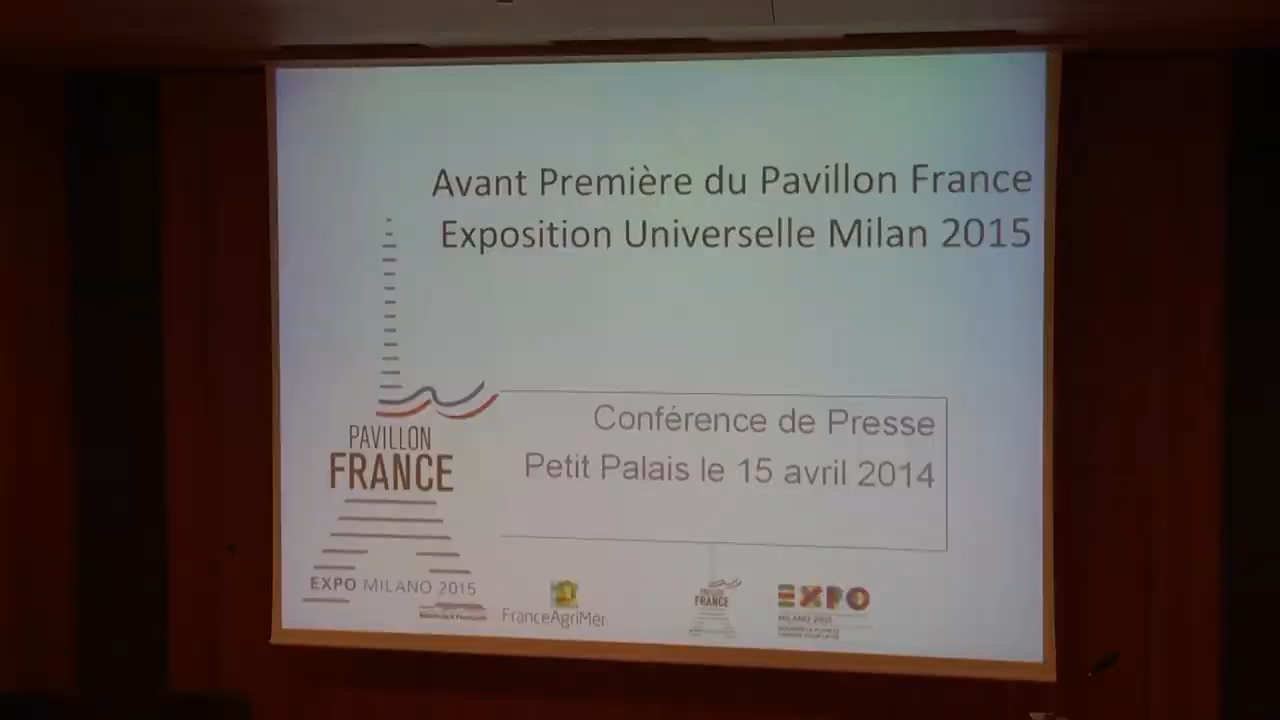 Avant Première du Pavillon France
Exposition Universelle Milan 2015
Conférence de Presse
Petit Palais le 15 avril 2014
PAVILLON
FRANCE
EXPO MILANO 2015
FranceAgriMer
PAVILLON
FRANCE
EXPO
MILANO 2015